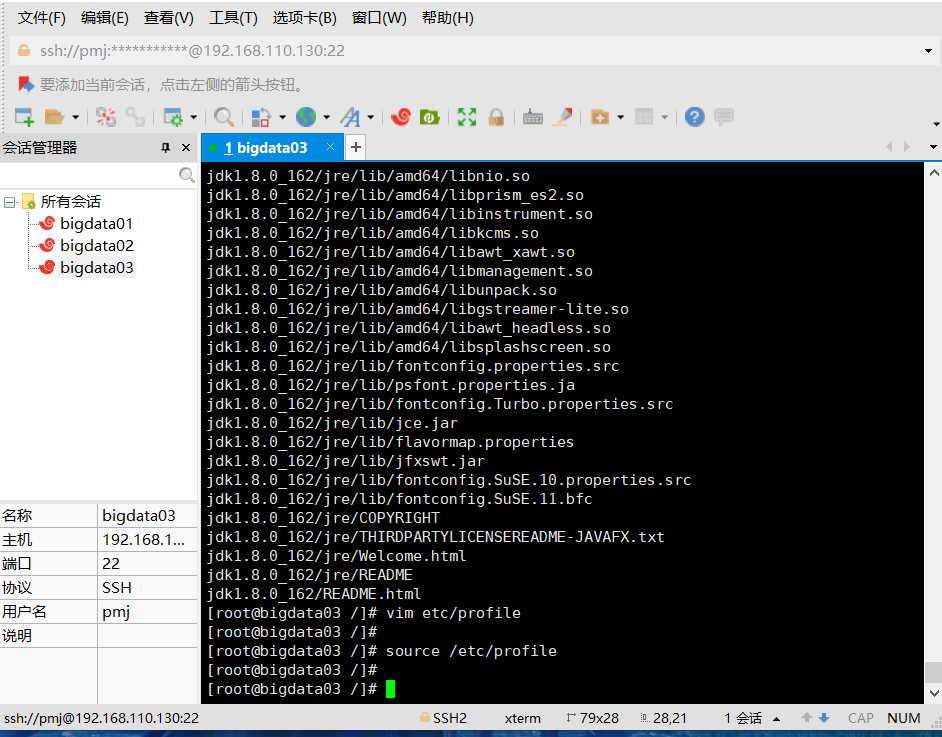 文件(F) 编辑(E) 查看(V) 工具(T) 选项卡(B) 窗口(W) 帮助(H)
ssh://pmj:***********@192.168.110.130:22
要添加当前会话，点击左侧的箭头按钮。
会话管理器
1 bigdata03
所有会话
bigdata01
bigdata02
bigdata03
名称 bigdata03
主机 192.168.1...
端口 22
协议 SSH
用户名 pmj
说明
jdk1.8.0_162/jre/lib/amd64/libnio.so
jdk1.8.0_162/jre/lib/amd64/libprism_es2.so
jdk1.8.0_162/jre/lib/amd64/libinstrument.so
jdk1.8.0_162/jre/lib/amd64/libkcms.so
jdk1.8.0_162/jre/lib/amd64/libawt_xawt.so
jdk1.8.0_162/jre/lib/amd64/libmanagement.so
jdk1.8.0_162/jre/lib/amd64/libunpack.so
jdk1.8.0_162/jre/lib/amd64/libgstreamer-lite.so
jdk1.8.0_162/jre/lib/amd64/libawt_headless.so
jdk1.8.0_162/jre/lib/amd64/libsplashscreen.so
jdk1.8.0_162/jre/lib/fontconfig.properties.src
jdk1.8.0_162/jre/lib/psfont.properties.ja
jdk1.8.0_162/jre/lib/fontconfig.Turbo.properties.src
jdk1.8.0_162/jre/lib/jce.jar
jdk1.8.0_162/jre/lib/flavormap.properties
jdk1.8.0_162/jre/lib/jfxswt.jar
jdk1.8.0_162/jre/lib/fontconfig.SuSE.10.properties.src
jdk1.8.0_162/jre/lib/fontconfig.SuSE.11.bfc
jdk1.8.0_162/jre/COPYRIGHT
jdk1.8.0_162/jre/THIRDPARTYLICENSEREADME-JAVAFX.txt
jdk1.8.0_162/jre/Welcome.html
jdk1.8.0_162/jre/README
jdk1.8.0_162/README.html
[root@bigdata03 /]# vim etc/profile
[root@bigdata03 /]#
[root@bigdata03 /]# source /etc/profile
[root@bigdata03 /]#
[root@bigdata03 /]#
ssh://pmj@192.168.110.130:22 SSH2 xterm 79x28 28,21 1 会话 CAP NUM